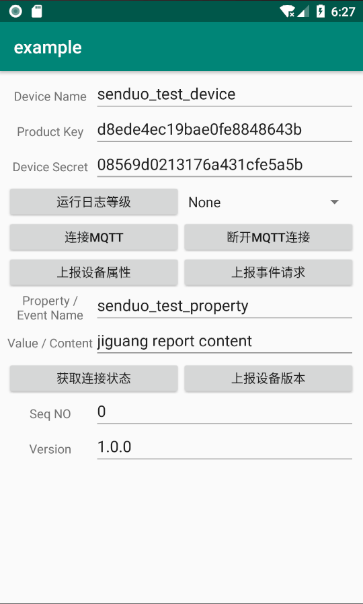 6:27
example
Device Name senduo_test_device
Product Key d8ede4ec19bae0fe8848643b
Device Secret 08569d0213176a431cfe5a5b
运行日志等级 None
连接MQTT 断开MQTT连接
上报设备属性 上报事件请求
Property /
Event Name senduo_test_property
Value / Content jiguang report content
获取连接状态 上报设备版本
Seq NO 0
Version 1.0.0